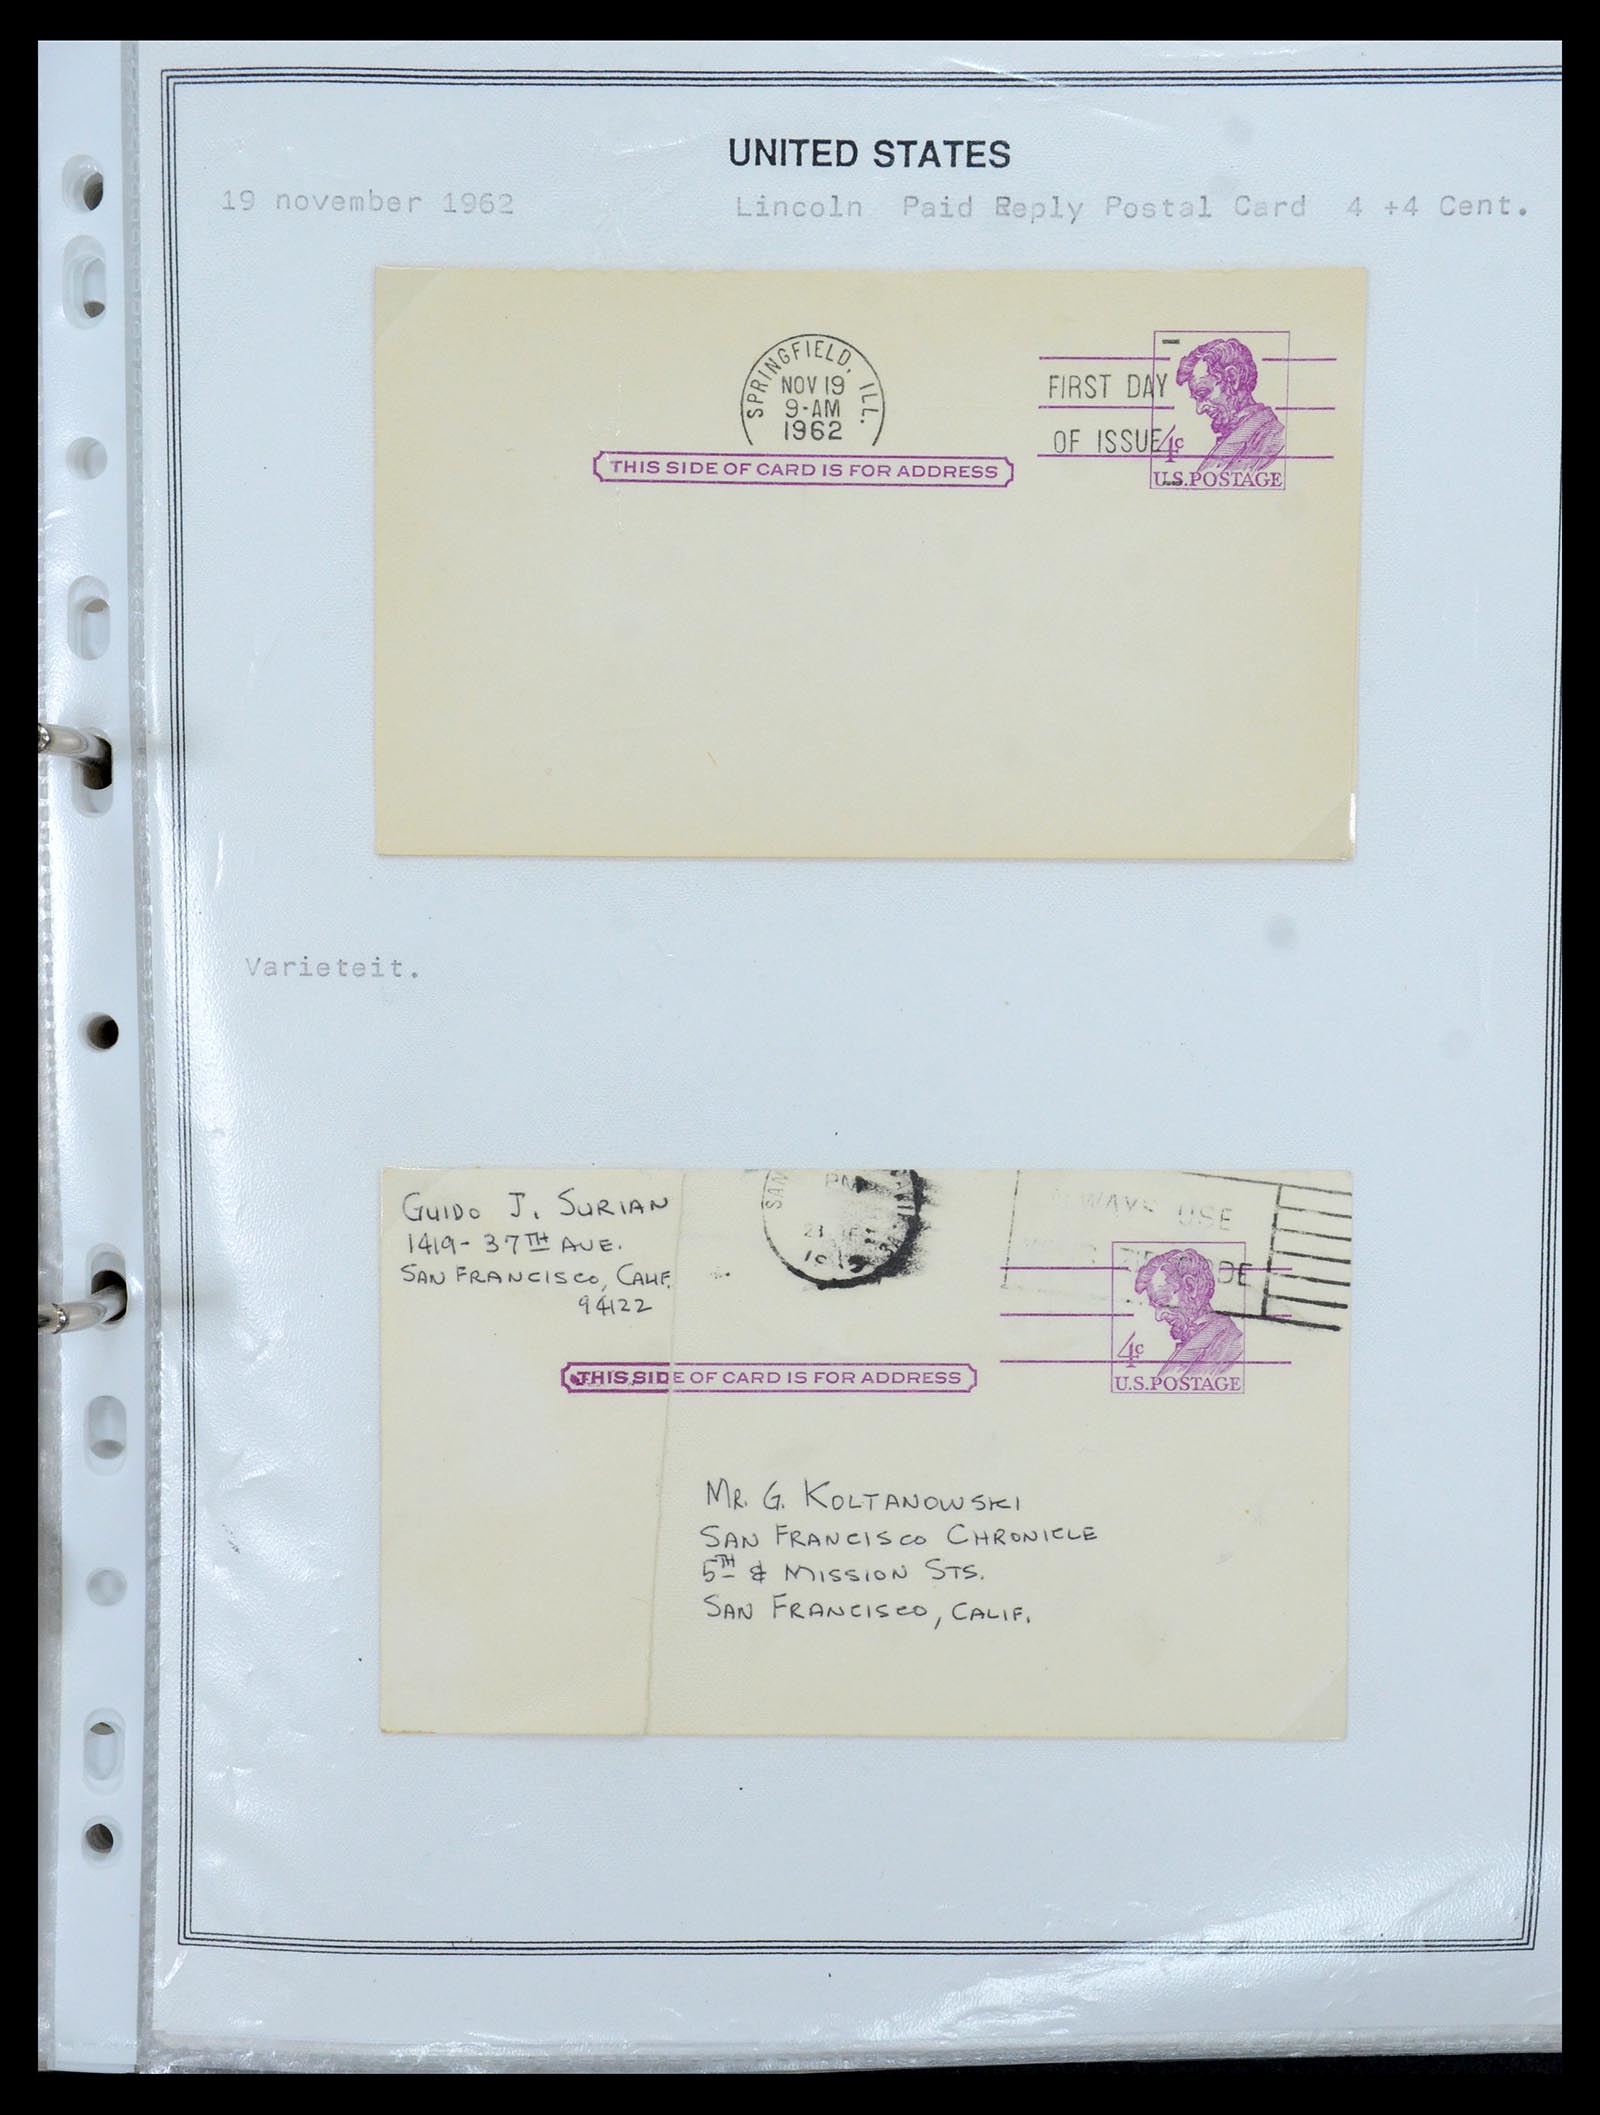 UNITED STATES
19 november 1962 Lincoln Paid Reply Postal Card 4 +4 Cent.
SPRINGFIELD, ILL.
NOV 19
9-AM
1962
FIRST DAY
OF ISSUE
4c
U.S.POSTAGE
THIS SIDE OF CARD IS FOR ADDRESS
Varieteit.
GUIDO J. SURIAN
1419-37TH AVE.
SAN FRANCISCO, CALIF.
94122
SAN
PM
USE
4c
U.S.POSTAGE
THIS SIDE OF CARD IS FOR ADDRESS
MR. G. KOLTANOWSKI
SAN FRANCISCO CHRONICLE
5TH & MISSION STS.
SAN FRANCISCO, CALIF.